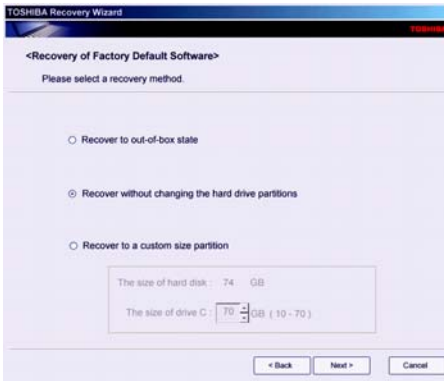 TOSHIBA Recovery Wizard
TOSHIBA
<Recovery of Factory Default Software>
Please select a recovery method.
Recover to out-of-box state
Recover without changing the hard drive partitions
Recover to a custom size partition
The size of hard disk : 74 GB
The size of drive C : 70 GB ( 10 - 70 )
< Back Next > Cancel